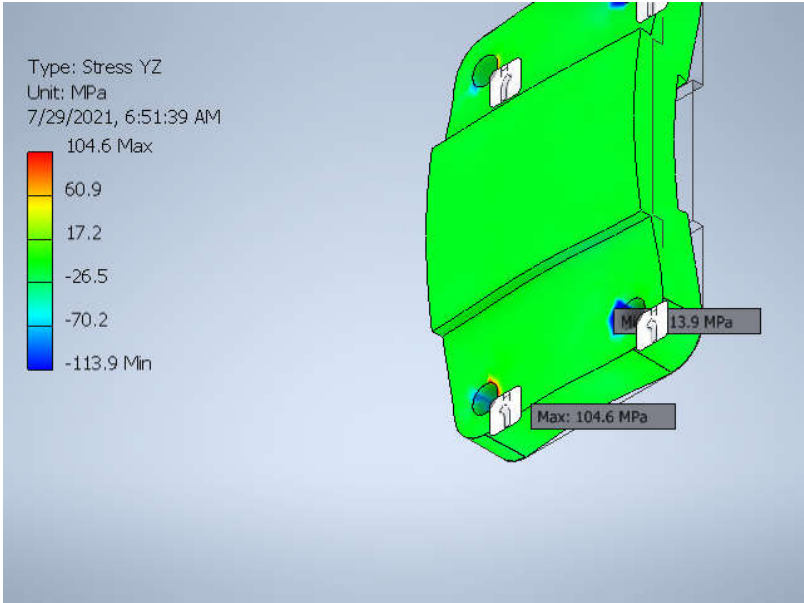 Type: Stress YZ
Unit: MPa
7/29/2021, 6:51:39 AM
104.6 Max
60.9
17.2
-26.5
-70.2
-113.9 Min
13.9 MPa
Max: 104.6 MPa